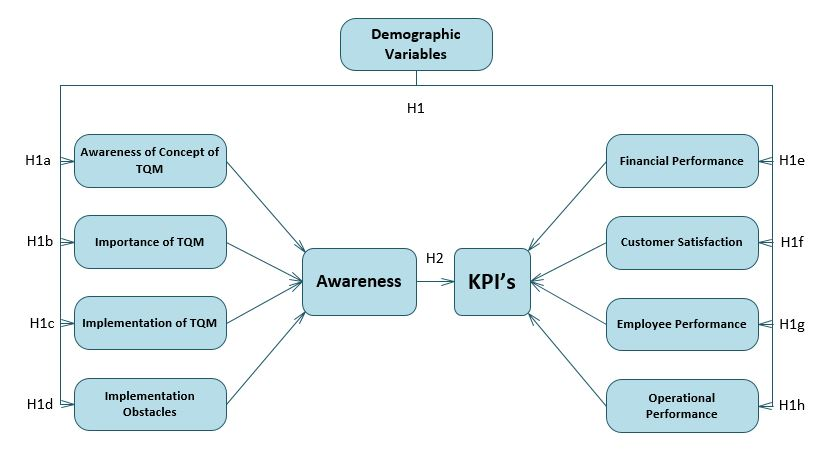 Demographic
Variables
H1
H1a
Awareness of Concept of
TQM
Financial Performance
H1e
H1b
Importance of TQM
Customer Satisfaction
H1f
Awareness
H2
KPI's
H1c
Implementation of TQM
Employee Performance
H1g
H1d
Implementation
Obstacles
Operational
Performance
H1h